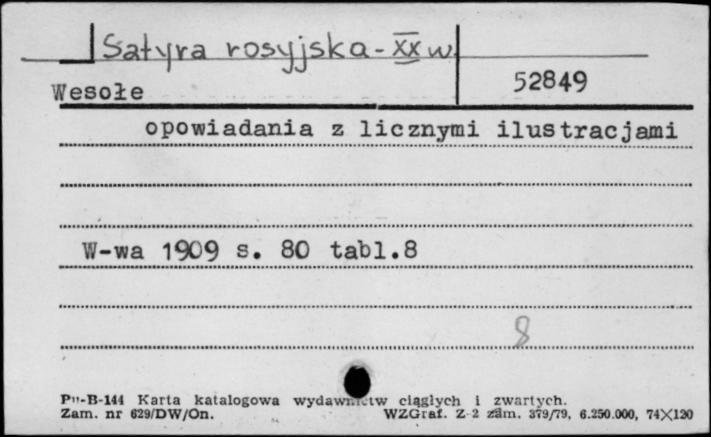 Satyra rosyjska - XX w.
52849
Wesołe
opowiadania z licznymi ilustracjami
W-wa 1909 s. 80 tabl.8
8
Pu-B-144 Karta katalogowa wydawnictw ciągłych i zwartych.
Zam. nr 629/DW/On. WZGraf. Z-2 zam. 379/79, 6.250.000, 74X120